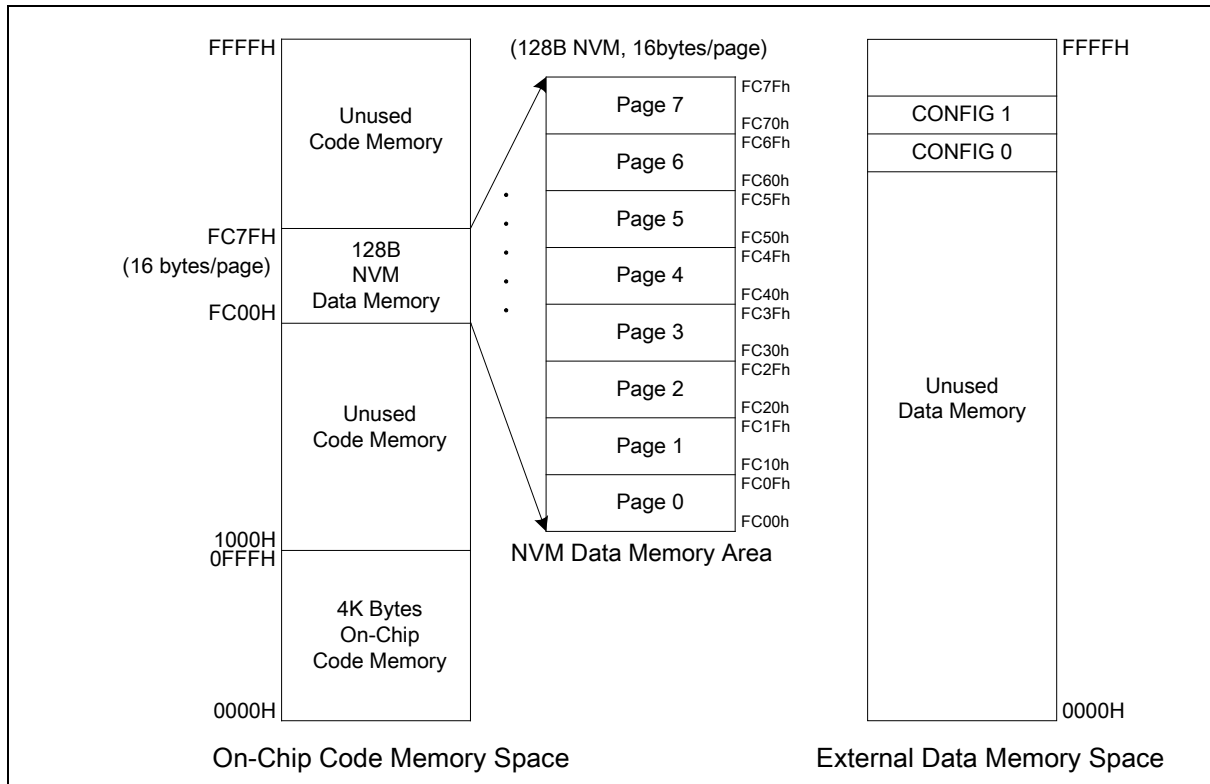 FFFFH
Unused
Code Memory
FC7FH
(16 bytes/page)
128B
NVM
Data Memory
FC00H
Unused
Code Memory
1000H
0FFFH
4K Bytes
On-Chip
Code Memory
0000H
On-Chip Code Memory Space
(128B NVM, 16bytes/page)
FC7Fh
Page 7
FC70h
FC6Fh
Page 6
FC60h
FC5Fh
Page 5
FC50h
FC4Fh
Page 4
FC40h
FC3Fh
Page 3
FC30h
FC2Fh
Page 2
FC20h
FC1Fh
Page 1
FC10h
FC0Fh
Page 0
FC00h
NVM Data Memory Area
FFFFH
CONFIG 1
CONFIG 0
Unused
Data Memory
0000H
External Data Memory Space